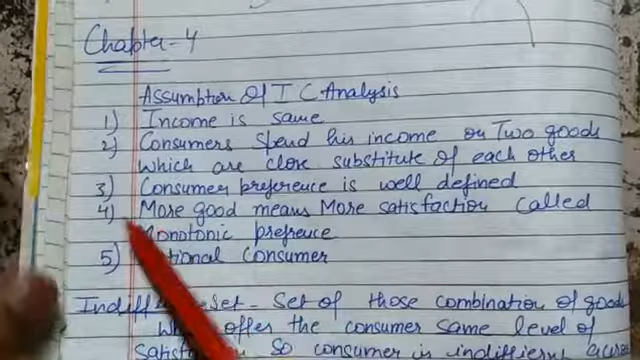 Chapter-4
Assumption Of I C Analysis
1) Income is same
2) Consumers spend his income on Two goods
which are close substitute of each other
3) Consumer preference is well defined
4) More good means More satisfaction called
Monotonic prefreuce
5) consumer
Set - Set of those combination of goods
offer the consumer same level of
so consumer is indifferent